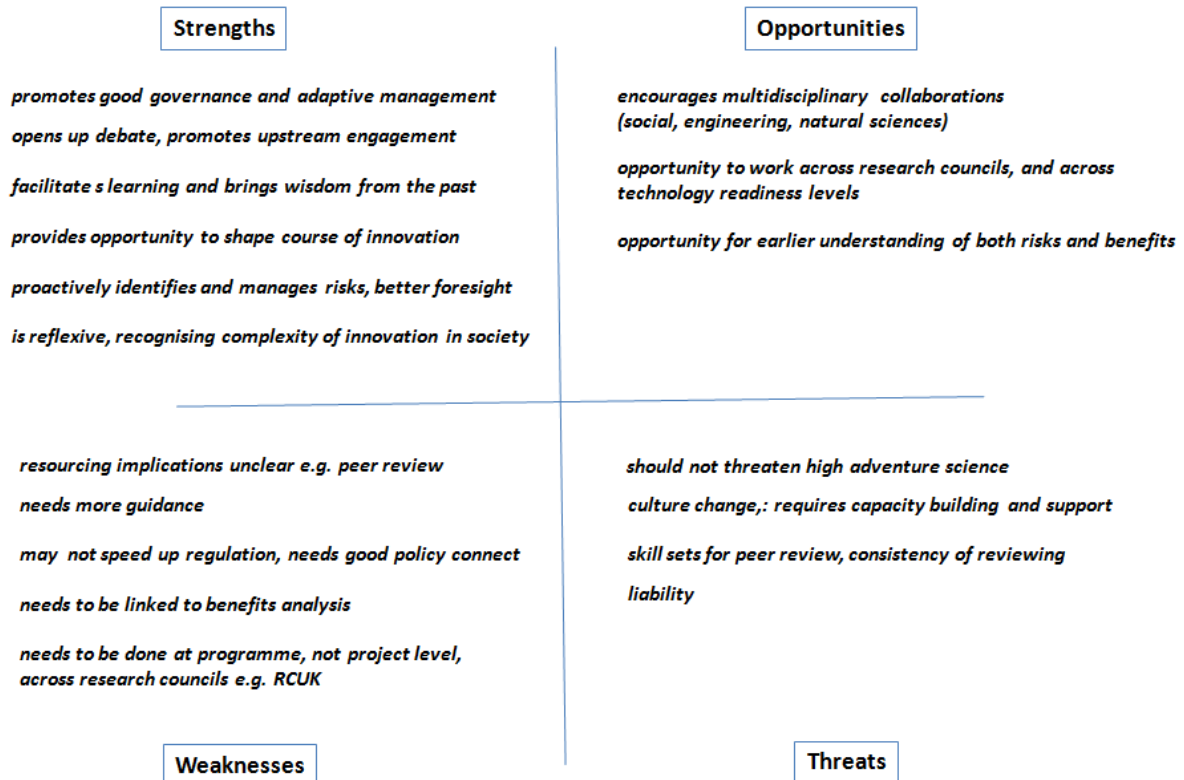 Strengths
promotes good governance and adaptive management
opens up debate, promotes upstream engagement
facilitate s learning and brings wisdom from the past
provides opportunity to shape course of innovation
proactively identifies and manages risks, better foresight
is reflexive, recognising complexity of innovation in society
Opportunities
encourages multidisciplinary collaborations
(social, engineering, natural sciences)
opportunity to work across research councils, and across
technology readiness levels
opportunity for earlier understanding of both risks and benefits
resourcing implications unclear e.g. peer review
needs more guidance
may not speed up regulation, needs good policy connect
needs to be linked to benefits analysis
needs to be done at programme, not project level,
across research councils e.g. RCUK
Weaknesses
should not threaten high adventure science
culture change,: requires capacity building and support
skill sets for peer review, consistency of reviewing
liability
Threats